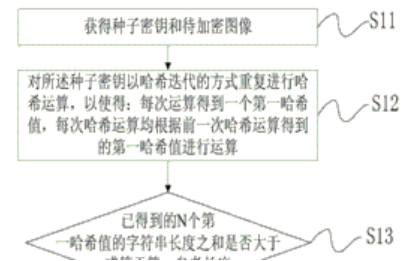 获得种子密钥和待加密图像
S11
对所述种子密钥以哈希迭代的方式重复进行哈
希运算，以使得：每次运算得到一个第一哈希
值，每次哈希运算均根据前一次哈希运算得到
的第一哈希值进行运算
S12
已得到的N个第
一哈希值的字符串长度之和是否大于
S13